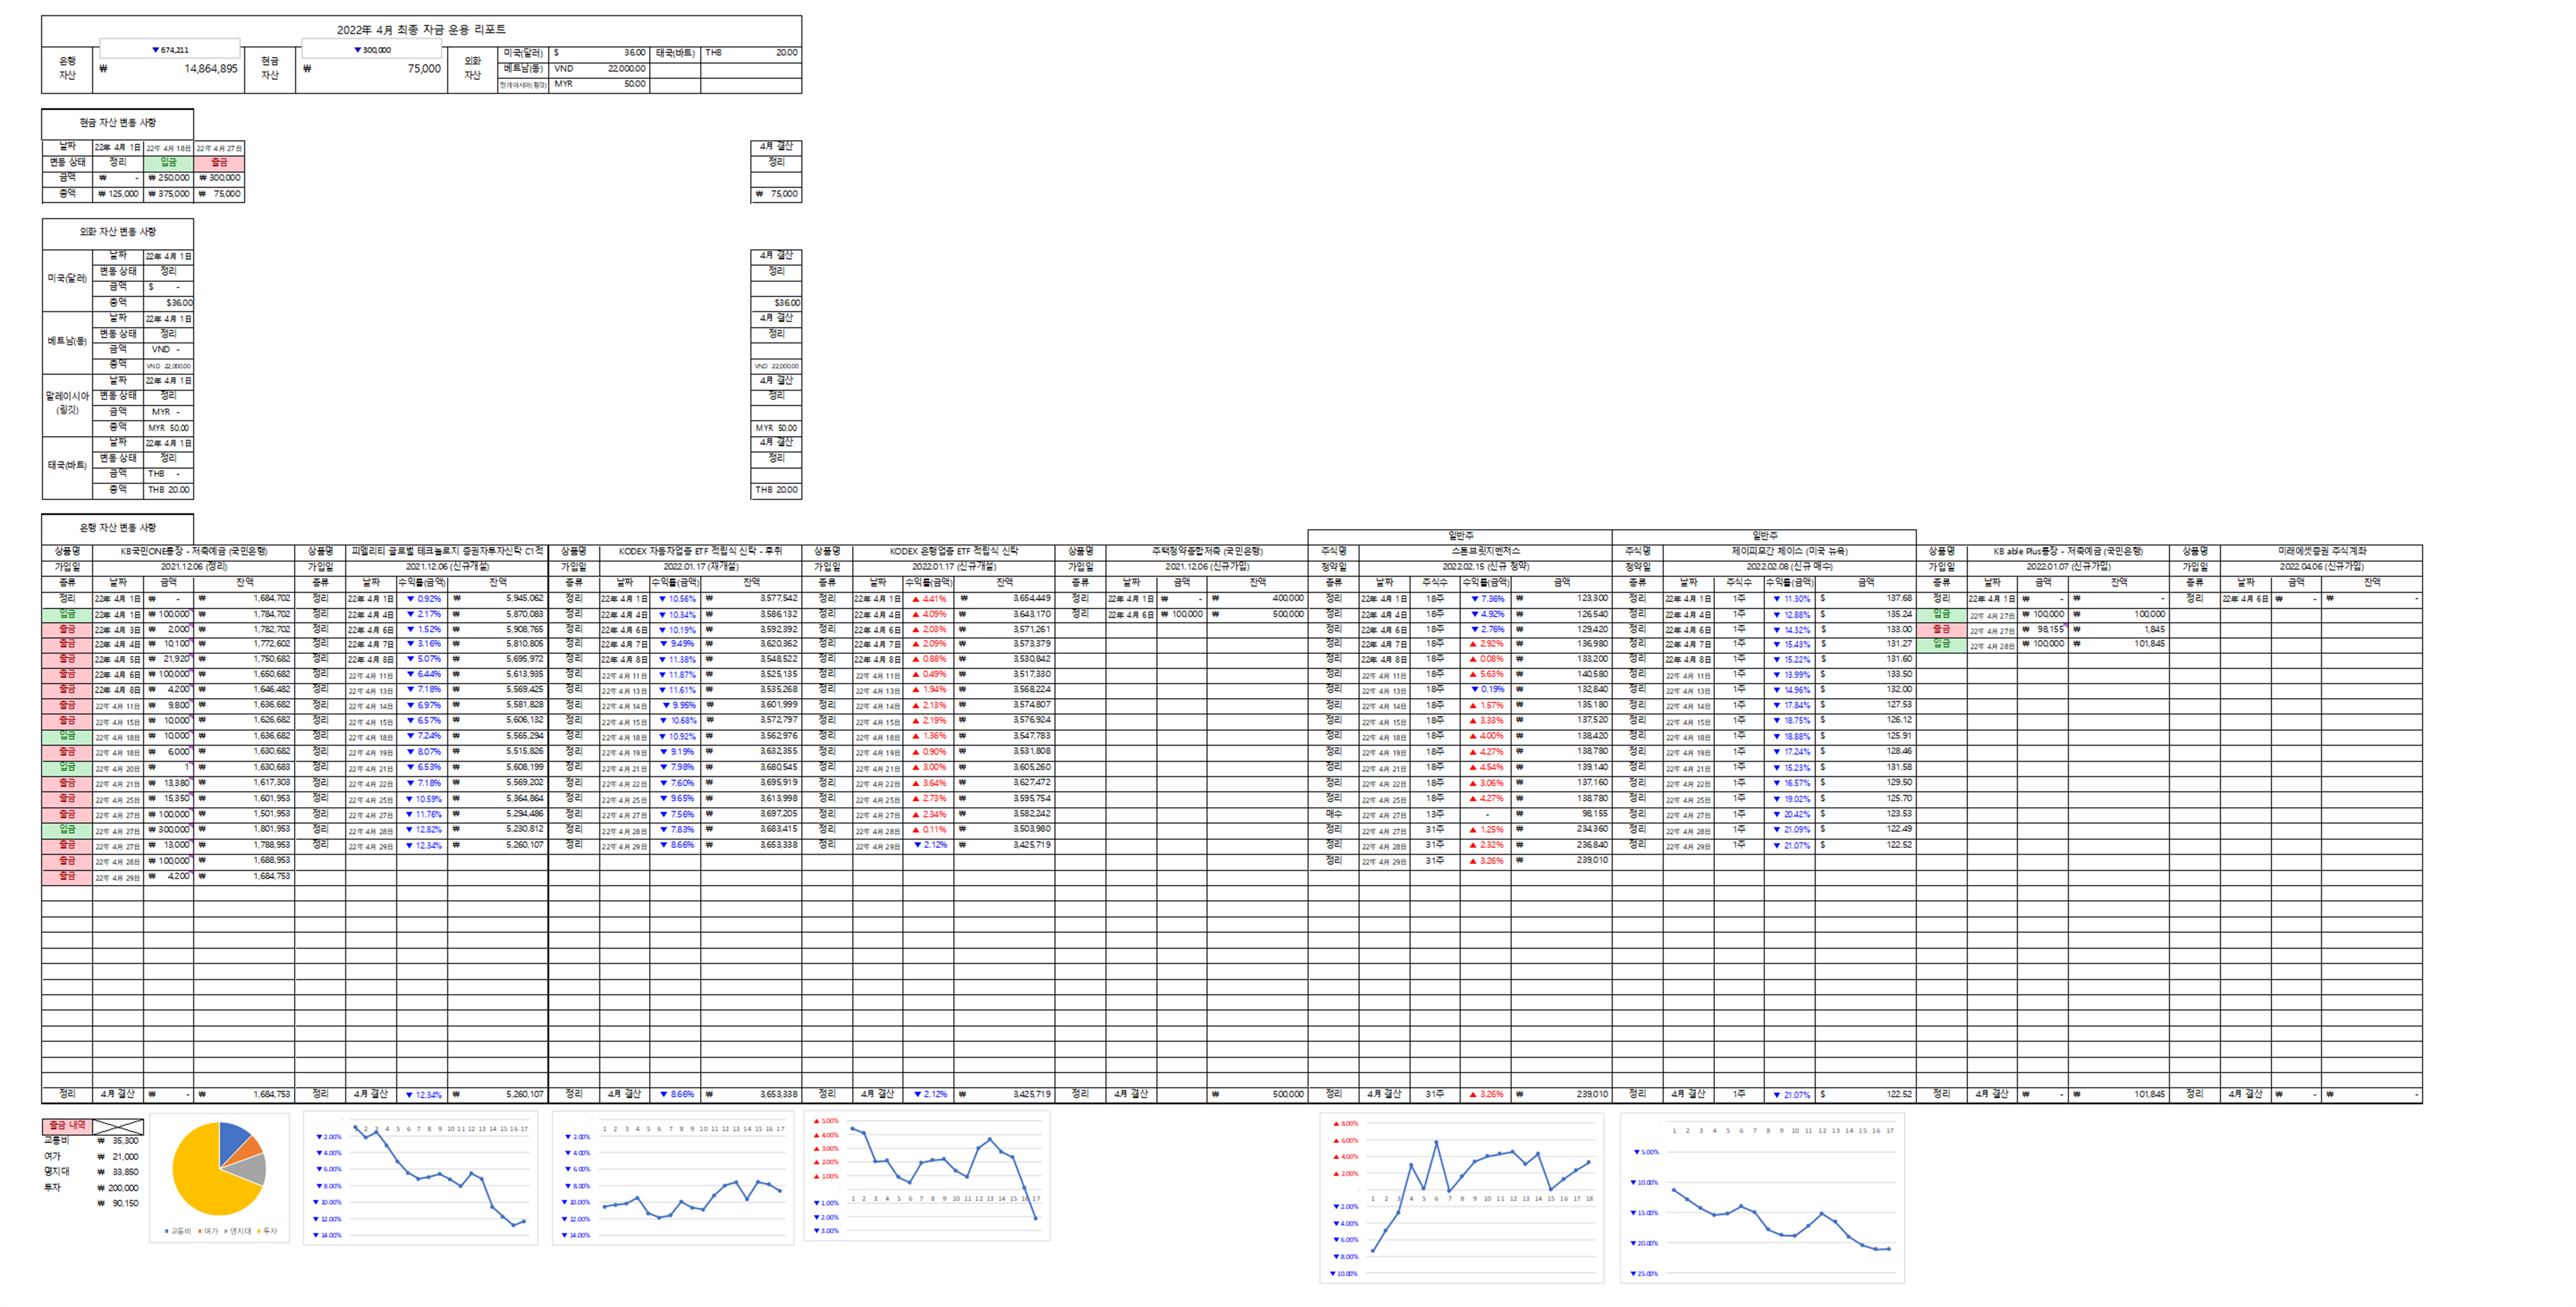 2022年 4月 최종 자금 운용 리포트
▼ 674,211 ▼ 300,000
은행 자산 ₩ 14,864,895 현금 자산 ₩ 75,000 외화 자산
미국(달러) $ 36.00 태국(바트) THB 20.00
베트남(동) VND 22,000.00
말레이시아(링깃) MYR 50.00
현금 자산 변동 사항
날짜 22年 4月 1日 22年 4月 18日 22年 4月 27日 4月 결산
변동 상태 정리 입금 출금 정리
금액 ₩ - ₩ 250,000 ₩ 300,000
총액 ₩ 125,000 ₩ 375,000 ₩ 75,000 ₩ 75,000
외화 자산 변동 사항
미국(달러)
날짜 22年 4月 1日 4月 결산
변동 상태 정리 정리
금액 $ -
총액 $36.00 $36.00
베트남(동)
날짜 22年 4月 1日 4月 결산
변동 상태 정리 정리
금액 VND -
총액 VND 22,000.00 VND 22,000.00
말레이시아(링깃)
날짜 22年 4月 1日 4月 결산
변동 상태 정리 정리
금액 MYR -
총액 MYR 50.00 MYR 50.00
태국(바트)
날짜 22年 4月 1日 4月 결산
변동 상태 정리 정리
금액 THB -
총액 THB 20.00 THB 20.00
은행 자산 변동 사항
일반주 일반주
상품명 KB국민ONE통장 - 저축예금 (국민은행) 상품명 피델리티 글로벌 테크놀로지 증권자투자신탁 C1적 상품명 KODEX 자동차업종 ETF 적립식 신탁 - 후취 상품명 KODEX 은행업종 ETF 적립식 신탁 상품명 주택청약종합저축 (국민은행) 주식명 스톤브릿지벤처스 주식명 제이피모간 체이스 (미국 뉴욕) 상품명 KB able Plus통장 - 저축예금 (국민은행) 상품명 미래에셋증권 주식계좌
가입일 2021.12.06 (정리) 가입일 2021.12.06 (신규개설) 가입일 2022.01.17 (재개설) 가입일 2022.01.17 (신규개설) 가입일 2021.12.06 (신규가입) 청약일 2022.02.15 (신규 청약) 청약일 2022.02.08 (신규 매수) 가입일 2022.01.07 (신규가입) 가입일 2022.04.06 (신규가입)
종류 날짜 금액 잔액 종류 날짜 수익률(금액) 잔액 종류 날짜 수익률(금액) 잔액 종류 날짜 수익률(금액) 잔액 종류 날짜 금액 잔액 종류 날짜 주식수 수익률(금액) 금액 종류 날짜 주식수 수익률(금액) 금액 종류 날짜 금액 잔액 종류 날짜 금액 잔액
정리 22年 4月 1日 ₩ - ₩ 1,684,702 정리 22年 4月 1日 ▼ 0.92% ₩ 5,945,062 정리 22年 4月 1日 ▼ 10.56% ₩ 3,577,542 정리 22年 4月 1日 ▲ 4.41% ₩ 3,654,449 정리 22年 4月 1日 ₩ - ₩ 400,000 정리 22年 4月 1日 18주 ▼ 7.36% ₩ 123,300 정리 22年 4月 1日 1주 ▼ 11.30% $ 137.68 정리 22年 4月 1日 ₩ - ₩ - 정리 22年 4月 6日 ₩ - ₩ -
입금 22年 4月 1日 ₩ 100,000 ₩ 1,784,702 정리 22年 4月 4日 ▼ 2.17% ₩ 5,870,083 정리 22年 4月 4日 ▼ 10.34% ₩ 3,586,132 정리 22年 4月 4日 ▲ 4.09% ₩ 3,643,170 정리 22年 4月 6日 ₩ 100,000 ₩ 500,000 정리 22年 4月 4日 18주 ▼ 4.92% ₩ 126,540 정리 22年 4月 4日 1주 ▼ 12.88% $ 135.24 입금 22年 4月 27日 ₩ 100,000 ₩ 100,000
출금 22年 4月 3日 ₩ 2,000 ₩ 1,782,702 정리 22年 4月 6日 ▼ 1.52% ₩ 5,908,765 정리 22年 4月 6日 ▼ 10.19% ₩ 3,592,392 정리 22年 4月 6日 ▲ 2.03% ₩ 3,571,261 정리 22年 4月 6日 18주 ▼ 2.76% ₩ 129,420 정리 22年 4月 6日 1주 ▼ 14.32% $ 133.00 출금 22年 4月 27日 ₩ 98,155 ₩ 1,845
출금 22年 4月 4日 ₩ 10,100 ₩ 1,772,602 정리 22年 4月 7日 ▼ 3.16% ₩ 5,810,805 정리 22年 4月 7日 ▼ 9.49% ₩ 3,620,362 정리 22年 4月 7日 ▲ 2.09% ₩ 3,573,379 정리 22年 4月 7日 18주 ▲ 2.92% ₩ 136,980 정리 22年 4月 7日 1주 ▼ 15.43% $ 131.27 입금 22年 4月 28日 ₩ 100,000 ₩ 101,845
출금 22年 4月 5日 ₩ 21,920 ₩ 1,750,682 정리 22年 4月 8日 ▼ 5.07% ₩ 5,695,972 정리 22年 4月 8日 ▼ 11.38% ₩ 3,548,522 정리 22年 4月 8日 ▲ 0.88% ₩ 3,530,842 정리 22年 4月 8日 18주 ▲ 0.08% ₩ 133,200 정리 22年 4月 8日 1주 ▼ 15.22% $ 131.60
출금 22年 4月 6日 ₩ 100,000 ₩ 1,650,682 정리 22年 4月 11日 ▼ 6.44% ₩ 5,613,935 정리 22年 4月 11日 ▼ 11.87% ₩ 3,525,135 정리 22年 4月 11日 ▲ 0.49% ₩ 3,517,330 정리 22年 4月 11日 18주 ▲ 5.63% ₩ 140,580 정리 22年 4月 11日 1주 ▼ 13.99% $ 133.50
출금 22年 4月 8日 ₩ 4,200 ₩ 1,646,482 정리 22年 4月 13日 ▼ 7.18% ₩ 5,569,425 정리 22年 4月 13日 ▼ 11.61% ₩ 3,535,268 정리 22年 4月 13日 ▲ 1.94% ₩ 3,568,224 정리 22年 4月 13日 18주 ▼ 0.19% ₩ 132,840 정리 22年 4月 13日 1주 ▼ 14.96% $ 132.00
출금 22年 4月 11日 ₩ 9,800 ₩ 1,636,682 정리 22年 4月 14日 ▼ 6.97% ₩ 5,581,828 정리 22年 4月 14日 ▼ 9.95% ₩ 3,601,999 정리 22年 4月 14日 ▲ 2.13% ₩ 3,574,807 정리 22年 4月 14日 18주 ▲ 1.57% ₩ 135,180 정리 22年 4月 14日 1주 ▼ 17.84% $ 127.53
출금 22年 4月 15日 ₩ 10,000 ₩ 1,626,682 정리 22年 4月 15日 ▼ 6.57% ₩ 5,606,132 정리 22年 4月 15日 ▼ 10.68% ₩ 3,572,797 정리 22年 4月 15日 ▲ 2.19% ₩ 3,576,924 정리 22年 4月 15日 18주 ▲ 3.33% ₩ 137,520 정리 22年 4月 15日 1주 ▼ 18.75% $ 126.12
입금 22年 4月 18日 ₩ 10,000 ₩ 1,636,682 정리 22年 4月 18日 ▼ 7.24% ₩ 5,565,294 정리 22年 4月 18日 ▼ 10.92% ₩ 3,562,976 정리 22年 4月 18日 ▲ 1.36% ₩ 3,547,783 정리 22年 4月 18日 18주 ▲ 4.00% ₩ 138,420 정리 22年 4月 18日 1주 ▼ 18.88% $ 125.91
출금 22年 4月 18日 ₩ 6,000 ₩ 1,630,682 정리 22年 4月 19日 ▼ 8.07% ₩ 5,515,826 정리 22年 4月 19日 ▼ 9.19% ₩ 3,632,355 정리 22年 4月 19日 ▲ 0.90% ₩ 3,531,808 정리 22年 4月 19日 18주 ▲ 4.27% ₩ 138,780 정리 22年 4月 19日 1주 ▼ 17.24% $ 128.46
입금 22年 4月 20日 ₩ 1 ₩ 1,630,683 정리 22年 4月 21日 ▼ 6.53% ₩ 5,608,199 정리 22年 4月 21日 ▼ 7.98% ₩ 3,680,545 정리 22年 4月 21日 ▲ 3.00% ₩ 3,605,260 정리 22年 4月 21日 18주 ▲ 4.54% ₩ 139,140 정리 22年 4月 21日 1주 ▼ 15.23% $ 131.58
출금 22年 4月 21日 ₩ 13,380 ₩ 1,617,303 정리 22年 4月 22日 ▼ 7.18% ₩ 5,569,202 정리 22年 4月 22日 ▼ 7.60% ₩ 3,695,919 정리 22年 4月 22日 ▲ 3.64% ₩ 3,627,472 정리 22年 4月 22日 18주 ▲ 3.06% ₩ 137,160 정리 22年 4月 22日 1주 ▼ 16.57% $ 129.50
출금 22年 4月 25日 ₩ 15,350 ₩ 1,601,953 정리 22年 4月 25日 ▼ 10.59% ₩ 5,364,864 정리 22年 4月 25日 ▼ 9.65% ₩ 3,613,998 정리 22年 4月 25日 ▲ 2.73% ₩ 3,595,754 정리 22年 4月 25日 18주 ▲ 4.27% ₩ 138,780 정리 22年 4月 25日 1주 ▼ 19.02% $ 125.70
출금 22年 4月 27日 ₩ 100,000 ₩ 1,501,953 정리 22年 4月 27日 ▼ 11.76% ₩ 5,294,486 정리 22年 4月 27日 ▼ 7.56% ₩ 3,697,205 정리 22年 4月 27日 ▲ 2.34% ₩ 3,582,242 매수 22年 4月 27日 13주 - ₩ 98,155 정리 22年 4月 27日 1주 ▼ 20.42% $ 123.53
입금 22年 4月 27日 ₩ 300,000 ₩ 1,801,953 정리 22年 4月 28日 ▼ 12.82% ₩ 5,230,812 정리 22年 4月 28日 ▼ 7.83% ₩ 3,683,415 정리 22年 4月 28日 ▲ 0.11% ₩ 3,503,980 정리 22年 4月 27日 31주 ▲ 1.25% ₩ 234,360 정리 22年 4月 28日 1주 ▼ 21.09% $ 122.49
출금 22年 4月 27日 ₩ 13,000 ₩ 1,788,953 정리 22年 4月 29日 ▼ 12.34% ₩ 5,260,107 정리 22年 4月 29日 ▼ 8.66% ₩ 3,653,338 정리 22年 4月 29日 ▼ 2.12% ₩ 3,425,719 정리 22年 4月 28日 31주 ▲ 2.32% ₩ 236,840 정리 22年 4月 29日 1주 ▼ 21.07% $ 122.52
출금 22年 4月 28日 ₩ 100,000 ₩ 1,688,953 정리 22年 4月 29日 31주 ▲ 3.26% ₩ 239,010
출금 22年 4月 29日 ₩ 4,200 ₩ 1,684,753
정리 4月 결산 ₩ - ₩ 1,684,753 정리 4月 결산 ▼ 12.34% ₩ 5,260,107 정리 4月 결산 ▼ 8.66% ₩ 3,653,338 정리 4月 결산 ▼ 2.12% ₩ 3,425,719 정리 4月 결산 ₩ 500,000 정리 4月 결산 31주 ▲ 3.26% ₩ 239,010 정리 4月 결산 1주 ▼ 21.07% $ 122.52 정리 4月 결산 ₩ - ₩ 101,845 정리 4月 결산 ₩ - ₩ -
출금 내역
교통비 ₩ 35,300
여가 ₩ 21,000
명지대 ₩ 33,850
투자 ₩ 200,000
₩ 90,150
교통비 여가 명지대 투자
1 2 3 4 5 6 7 8 9 10 11 12 13 14 15 16 17
▼ 2.00%
▼ 4.00%
▼ 6.00%
▼ 8.00%
▼ 10.00%
▼ 12.00%
▼ 14.00%
1 2 3 4 5 6 7 8 9 10 11 12 13 14 15 16 17
▼ 2.00%
▼ 4.00%
▼ 6.00%
▼ 8.00%
▼ 10.00%
▼ 12.00%
▼ 14.00%
▲ 5.00%
▲ 4.00%
▲ 3.00%
▲ 2.00%
▲ 1.00%
1 2 3 4 5 6 7 8 9 10 11 12 13 14 15 16 17
▼ 1.00%
▼ 2.00%
▼ 3.00%
▲ 8.00%
▲ 6.00%
▲ 4.00%
▲ 2.00%
1 2 3 4 5 6 7 8 9 10 11 12 13 14 15 16 17 18
▼ 2.00%
▼ 4.00%
▼ 6.00%
▼ 8.00%
▼ 10.00%
1 2 3 4 5 6 7 8 9 10 11 12 13 14 15 16 17
▼ 5.00%
▼ 10.00%
▼ 15.00%
▼ 20.00%
▼ 25.00%